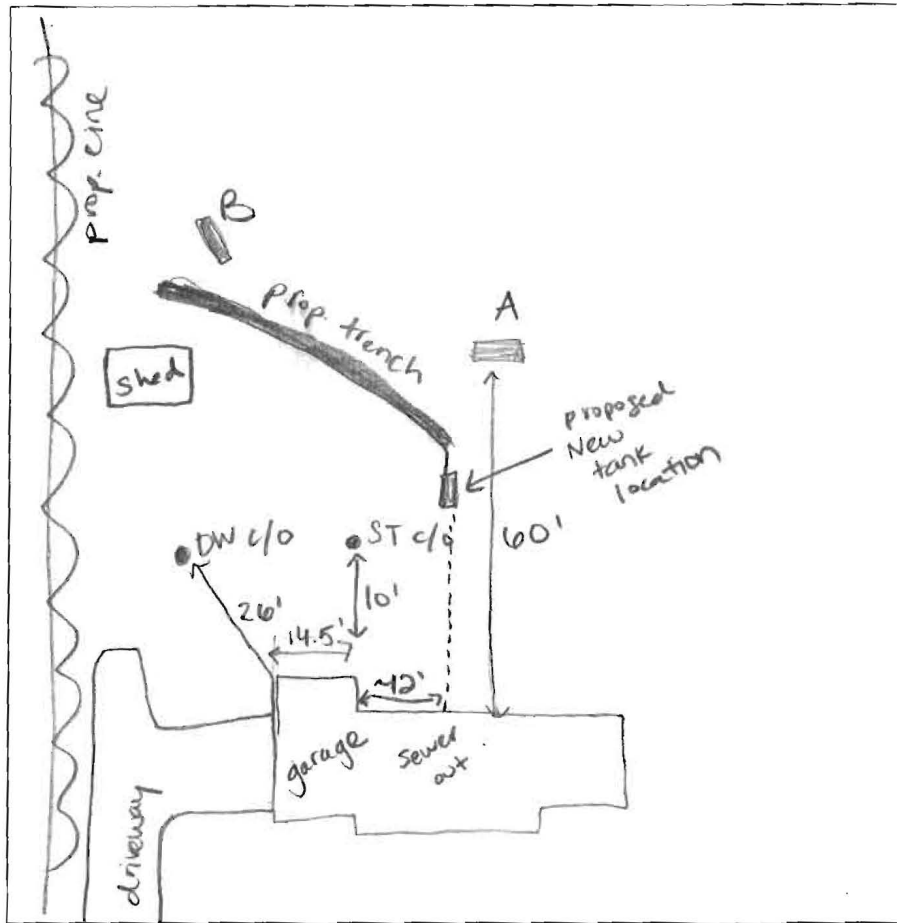 prop. line
B
prop. trench
A
shed
proposed
New
tank
location
DW c/o
ST c/o
60'
26'
10'
14.5'
~12'
garage
sewer
out
driveway